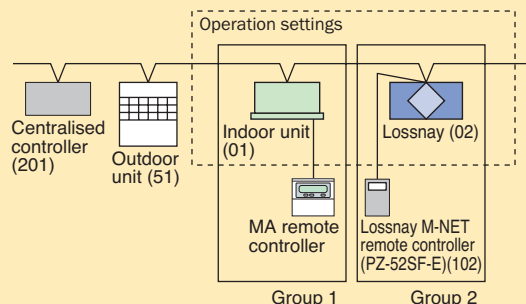 Operation settings
Centralised
controller
(201)
Outdoor
unit (51)
Indoor unit
(01)
Lossnay (02)
MA remote
controller
Lossnay M-NET
remote controller
(PZ-52SF-E)(102)
Group 1
Group 2